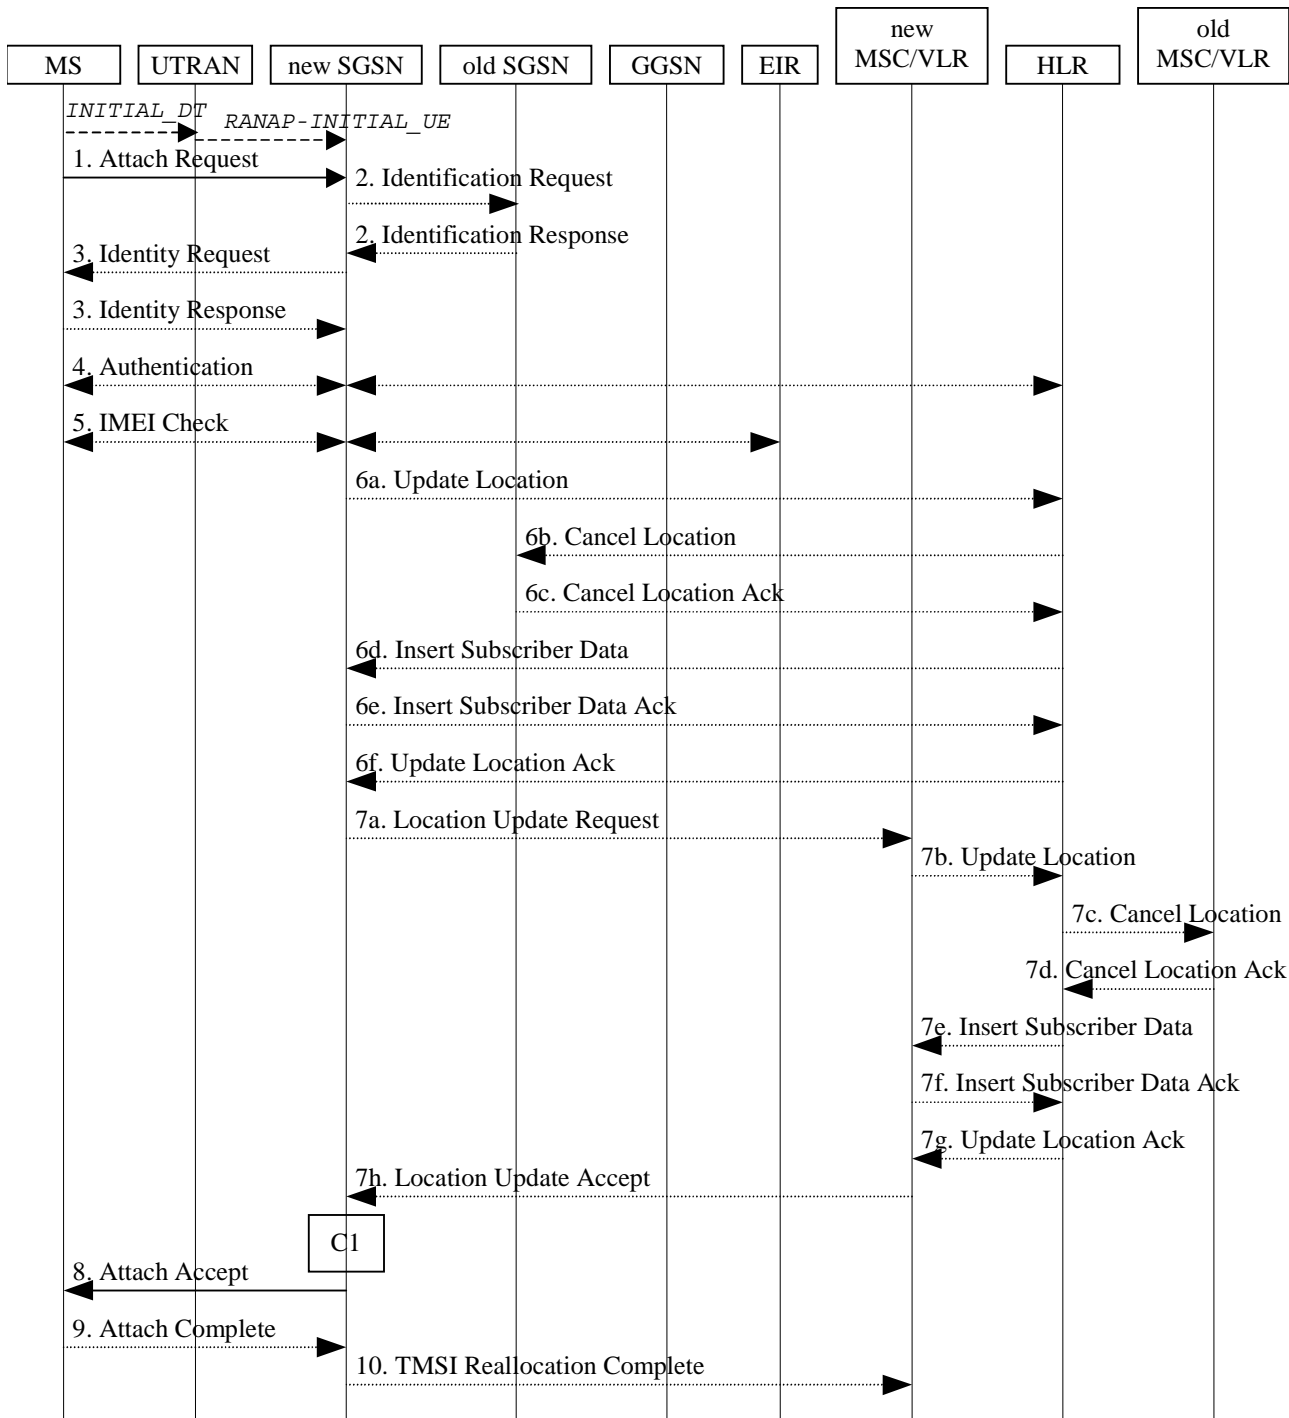 new
old
MS
UTRAN
new SGSN
old SGSN
GGSN
EIR
MSC/VLR
HLR
MSC/VLR
INITIAL_DT
RANAP-INITIAL_UE
1. Attach Request
2. Identification Request
2. Identification Response
3. Identity Request
3. Identity Response
4. Authentication
5. IMEI Check
6a. Update Location
6b. Cancel Location
6c. Cancel Location Ack
6d. Insert Subscriber Data
6e. Insert Subscriber Data Ack
6f. Update Location Ack
7a. Location Update Request
7b. Update Location
7c. Cancel Location
7d. Cancel Location Ack
7e. Insert Subscriber Data
7f. Insert Subscriber Data Ack
7g. Update Location Ack
7h. Location Update Accept
C1
8. Attach Accept
9. Attach Complete
10. TMSI Reallocation Complete